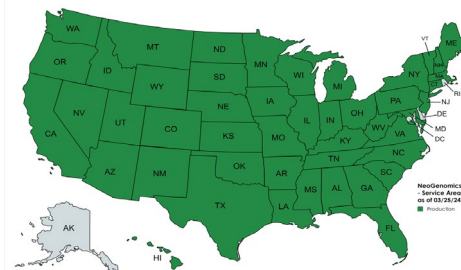 WA
MT
ND
MN
VT
ME
OR
ID
SD
WI
MI
NY
RI
WY
NE
IA
PA
NJ
NV
UT
CO
IL
IN
OH
DE
CA
KS
MO
KY
WV
VA
MD
DC
AZ
NM
OK
AR
TN
NC
SC
TX
LA
MS
AL
GA
FL
AK
HI
NeoGenomics
- Service Area
as of 03/25/24
Production